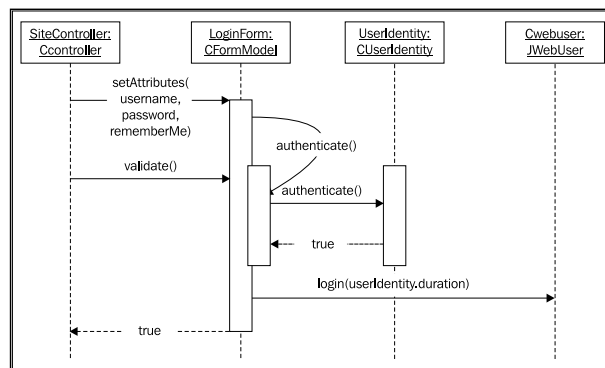 SiteController:
Ccontroller
LoginForm:
CFormModel
UserIdentity:
CUserIdentity
Cwebuser:
JWebUser
setAttributes(
username,
password,
rememberMe)
authenticate()
validate()
authenticate()
true
login(userIdentity.duration)
true